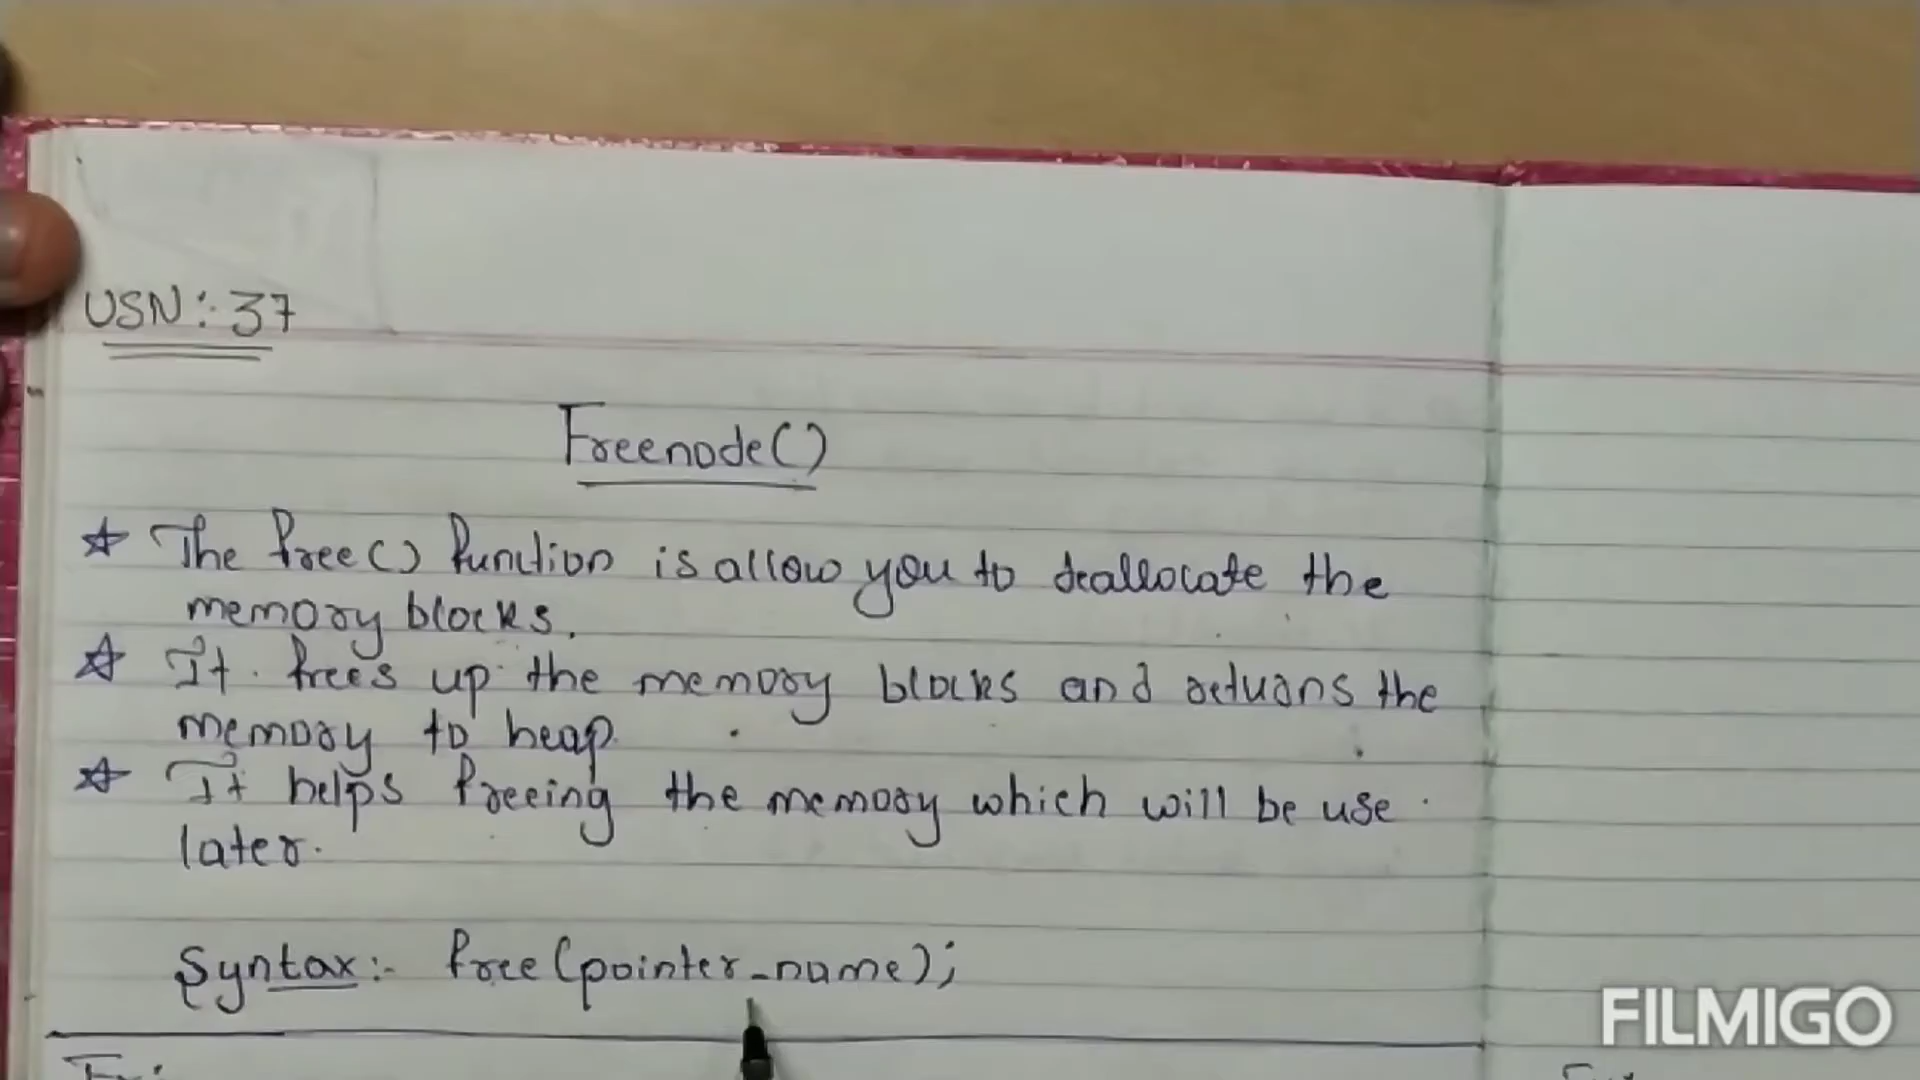 USN:- 37
Freenode()
☆ The free() function is allow you to deallocate the
memory blocks.
☆ It frees up the memory blocks and returns the
memory to heap
☆ It helps freeing the memory which will be use
later.
Syntax:- free(pointer_name);
FILMIGO